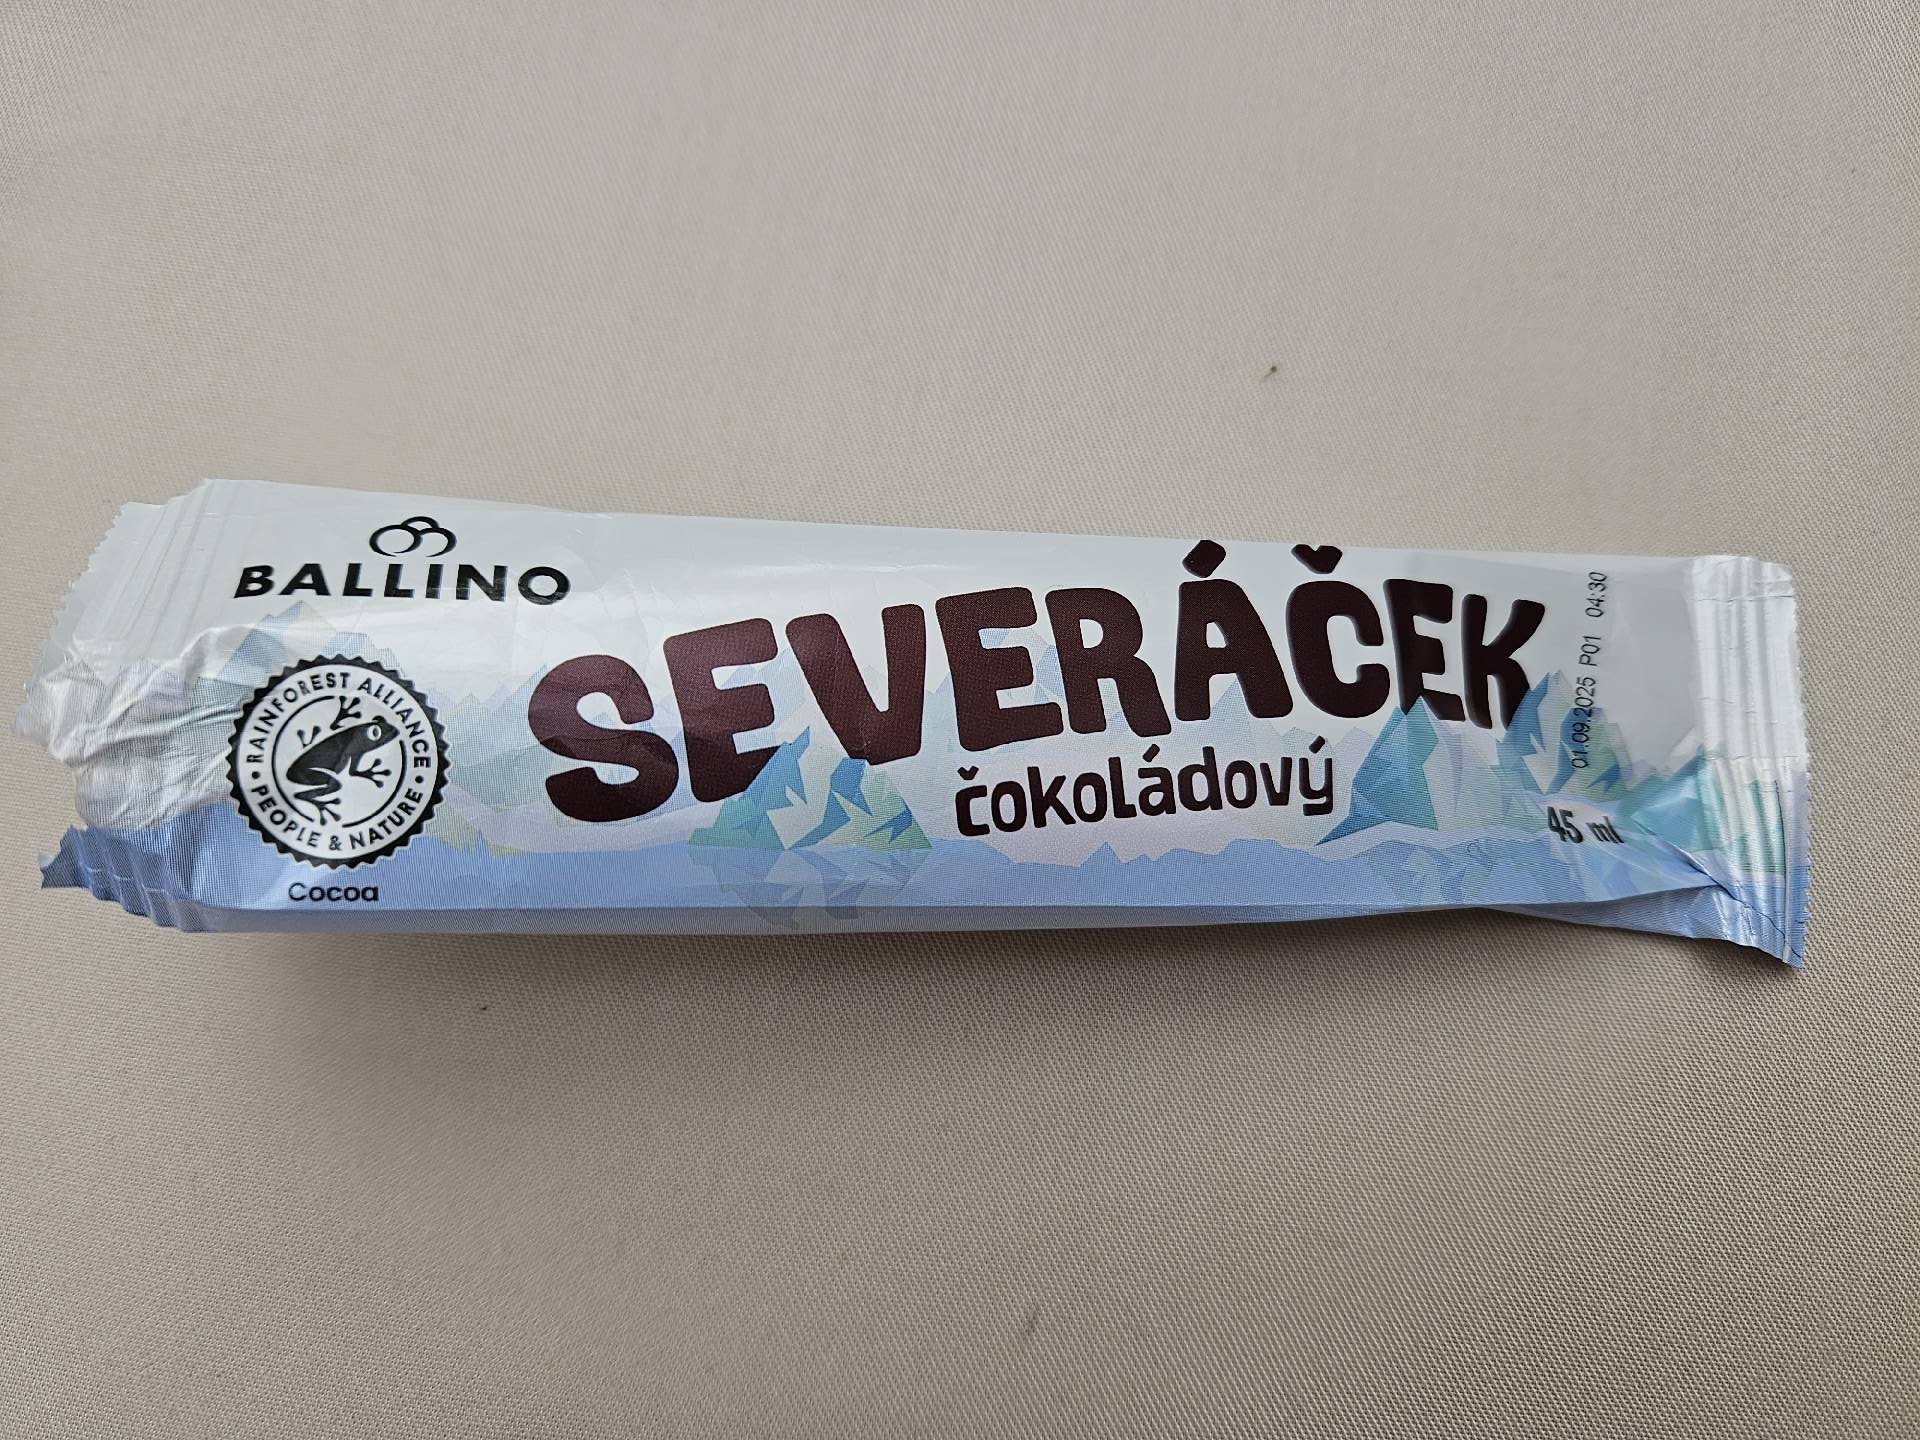 BALLINO
SEVERÁČEK
čokoládový
RAINFOREST ALLIANCE
PEOPLE & NATURE
Cocoa
01.09.2025 P01 04:30
45 ml